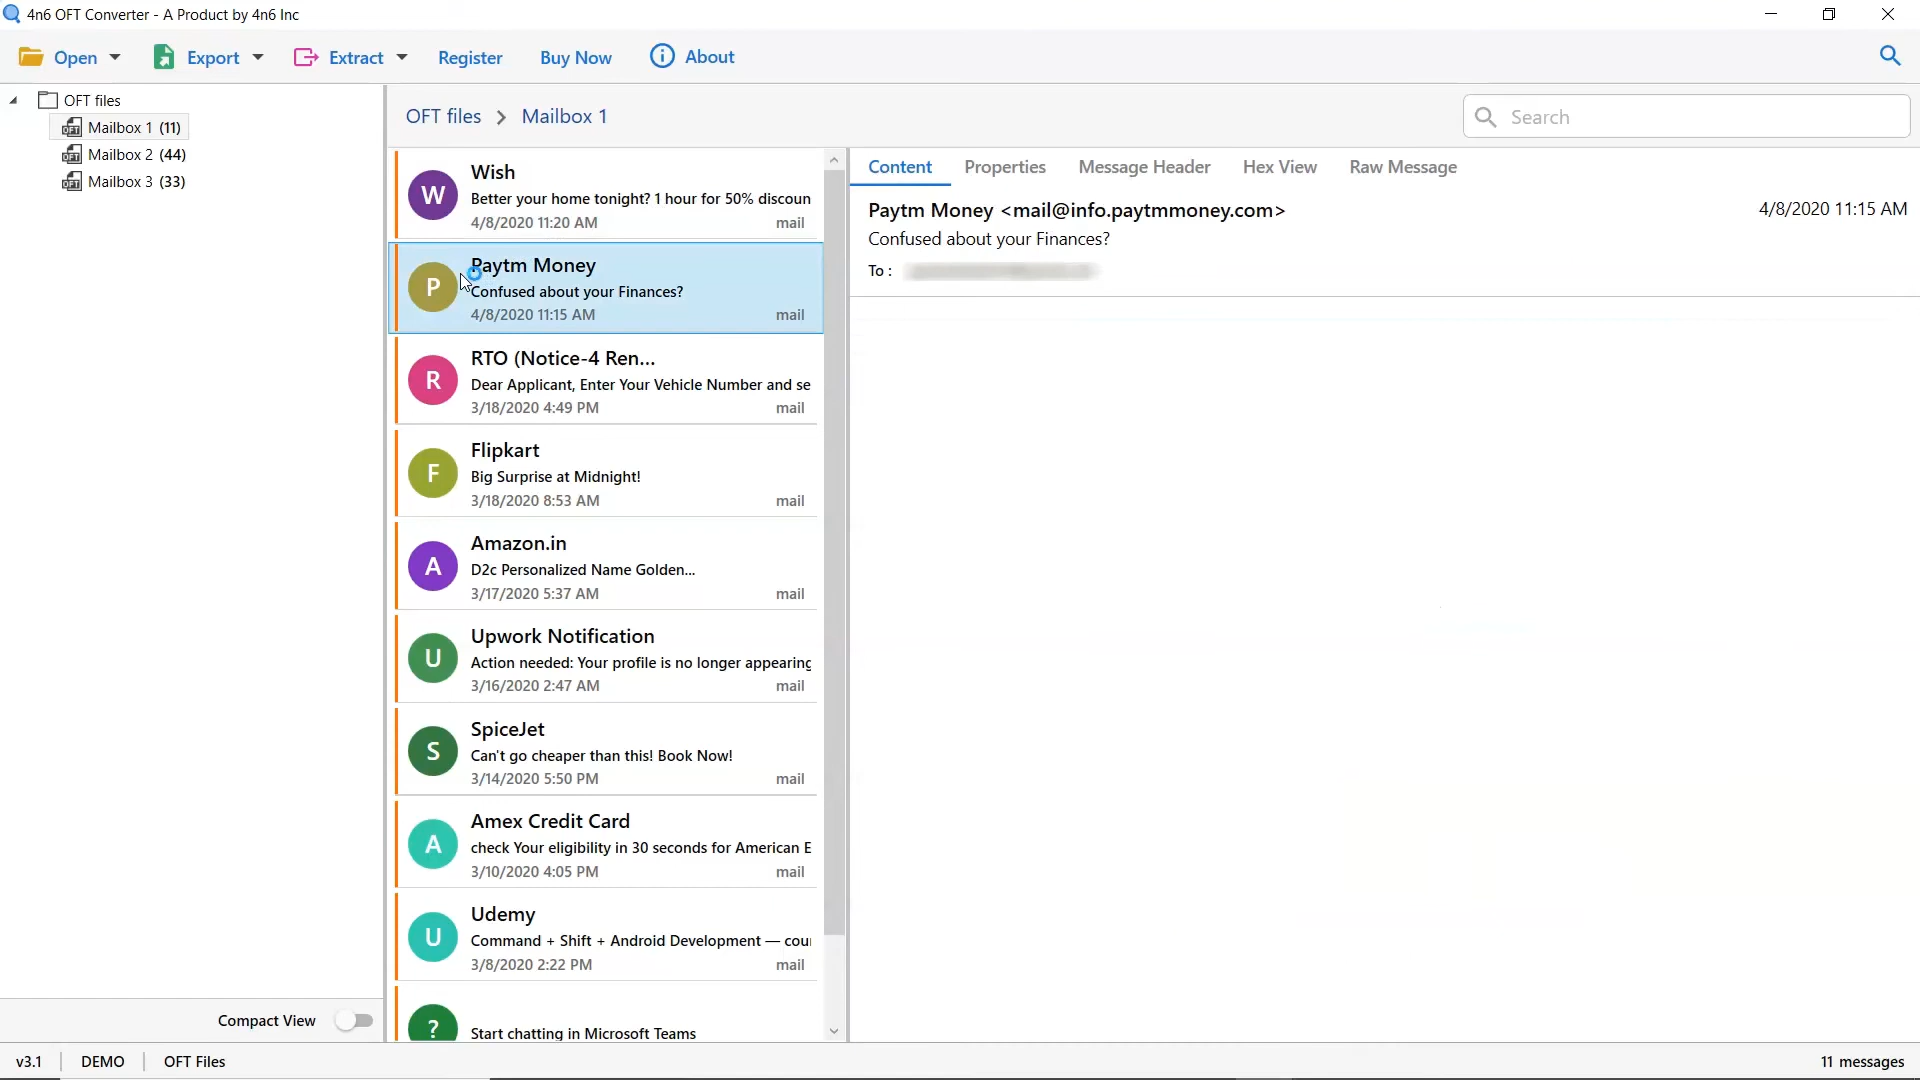 4n6 OFT Converter - A Product by 4n6 Inc
Open Export Extract Register Buy Now About
OFT files
Mailbox 1 (11)
Mailbox 2 (44)
Mailbox 3 (33)
OFT files > Mailbox 1
Search
W
Wish
Better your home tonight? 1 hour for 50% discoun
4/8/2020 11:20 AM mail
P
Paytm Money
Confused about your Finances?
4/8/2020 11:15 AM mail
R
RTO (Notice-4 Ren...
Dear Applicant, Enter Your Vehicle Number and se
3/18/2020 4:49 PM mail
F
Flipkart
Big Surprise at Midnight!
3/18/2020 8:53 AM mail
A
Amazon.in
D2c Personalized Name Golden...
3/17/2020 5:37 AM mail
U
Upwork Notification
Action needed: Your profile is no longer appearing
3/16/2020 2:47 AM mail
S
SpiceJet
Can't go cheaper than this! Book Now!
3/14/2020 5:50 PM mail
A
Amex Credit Card
check Your eligibility in 30 seconds for American E
3/10/2020 4:05 PM mail
U
Udemy
Command + Shift + Android Development — cou
3/8/2020 2:22 PM mail
?
Start chatting in Microsoft Teams
Content Properties Message Header Hex View Raw Message
Paytm Money <mail@info.paytmmoney.com> 4/8/2020 11:15 AM
Confused about your Finances?
To :
Compact View
v3.1 DEMO OFT Files 11 messages